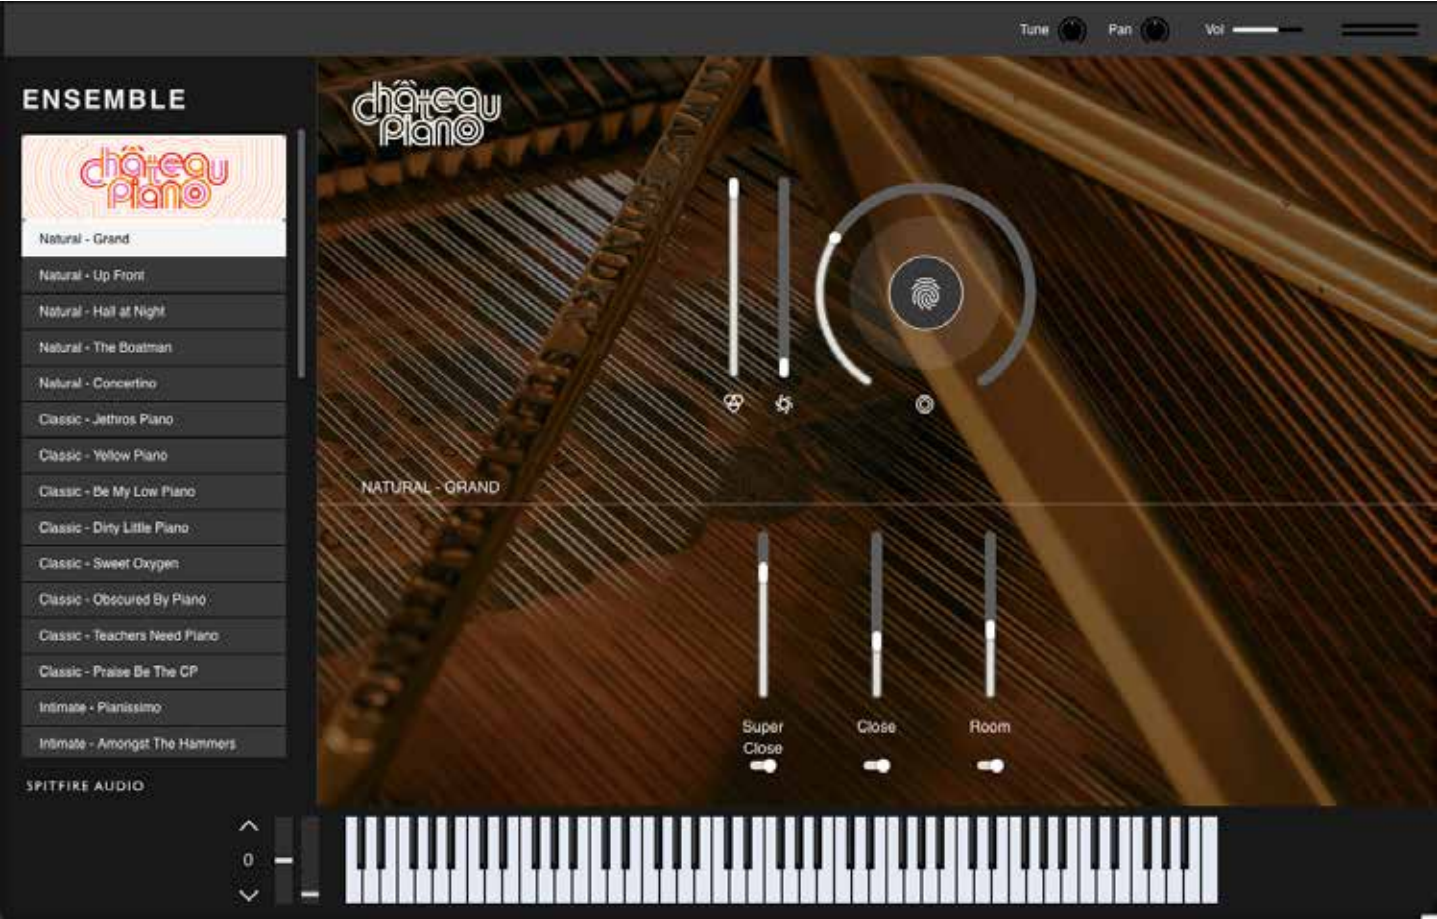 Tune
Pan
Vol
ENSEMBLE
château
piano
château
piano
Natural - Grand
Natural - Up Front
Natural - Hall at Night
Natural - The Boatman
Natural - Concertino
Classic - Jethros Piano
Classic - Yellow Piano
Classic - Be My Low Piano
Classic - Dirty Little Piano
Classic - Sweet Oxygen
Classic - Obscured By Piano
Classic - Teachers Need Piano
Classic - Praise Be The CP
Intimate - Pianissimo
Intimate - Amongst The Hammers
NATURAL - GRAND
Super
Close
Close
Room
SPITFIRE AUDIO
0